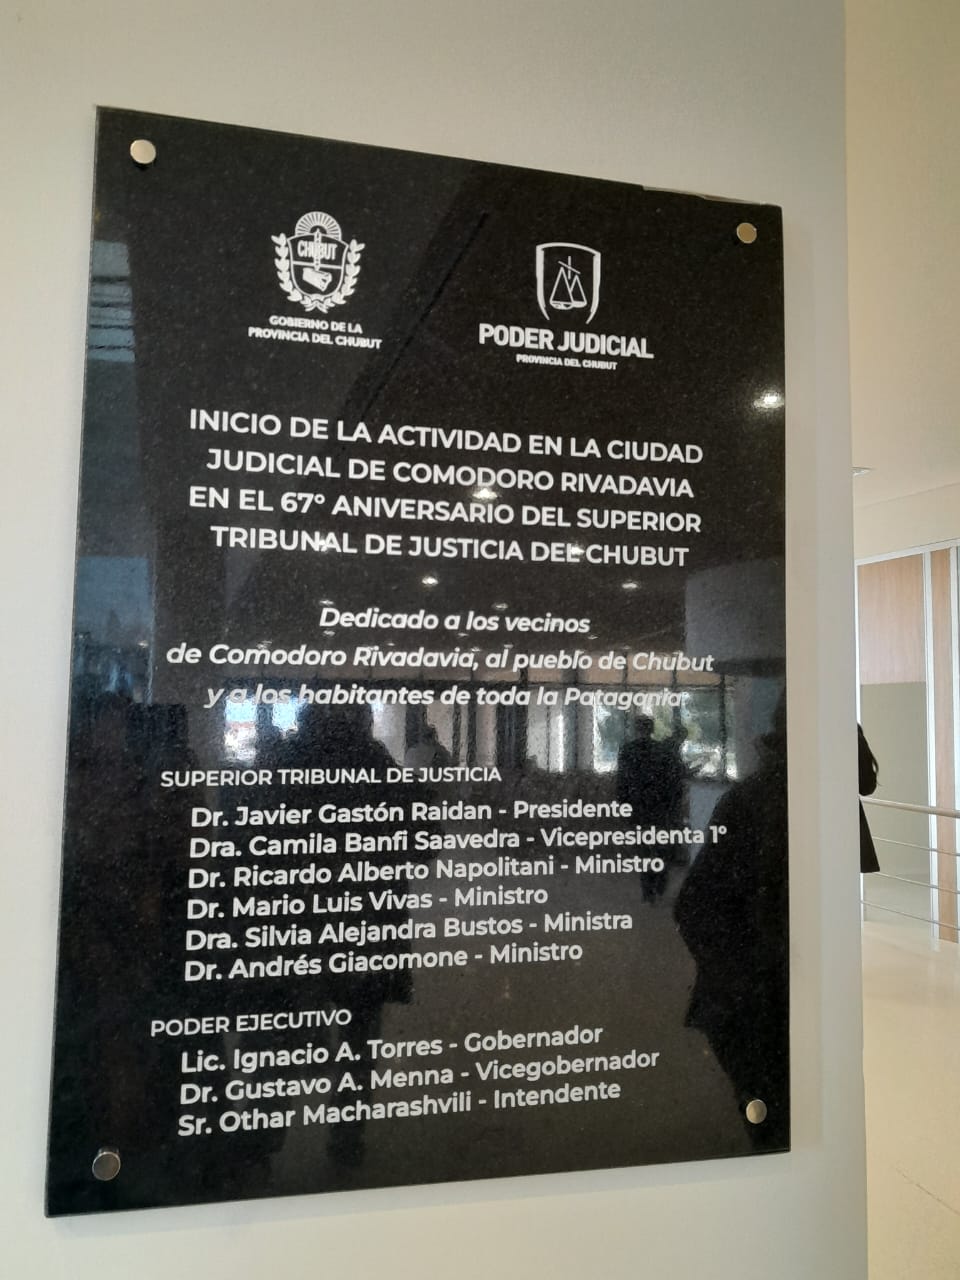 CHUBUT
GOBIERNO DE LA
PROVINCIA DEL CHUBUT
PODER JUDICIAL
PROVINCIA DEL CHUBUT
INICIO DE LA ACTIVIDAD EN LA CIUDAD
JUDICIAL DE COMODORO RIVADAVIA
EN EL 67° ANIVERSARIO DEL SUPERIOR
TRIBUNAL DE JUSTICIA DEL CHUBUT
Dedicado a los vecinos
de Comodoro Rivadavia, al pueblo de Chubut
y a los habitantes de toda la Patagonia
SUPERIOR TRIBUNAL DE JUSTICIA
Dr. Javier Gastón Raidan - Presidente
Dra. Camila Banfi Saavedra - Vicepresidenta 1°
Dr. Ricardo Alberto Napolitani - Ministro
Dr. Mario Luis Vivas - Ministro
Dra. Silvia Alejandra Bustos - Ministra
Dr. Andrés Giacomone - Ministro
PODER EJECUTIVO
Lic. Ignacio A. Torres - Gobernador
Dr. Gustavo A. Menna - Vicegobernador
Sr. Othar Macharashvili - Intendente